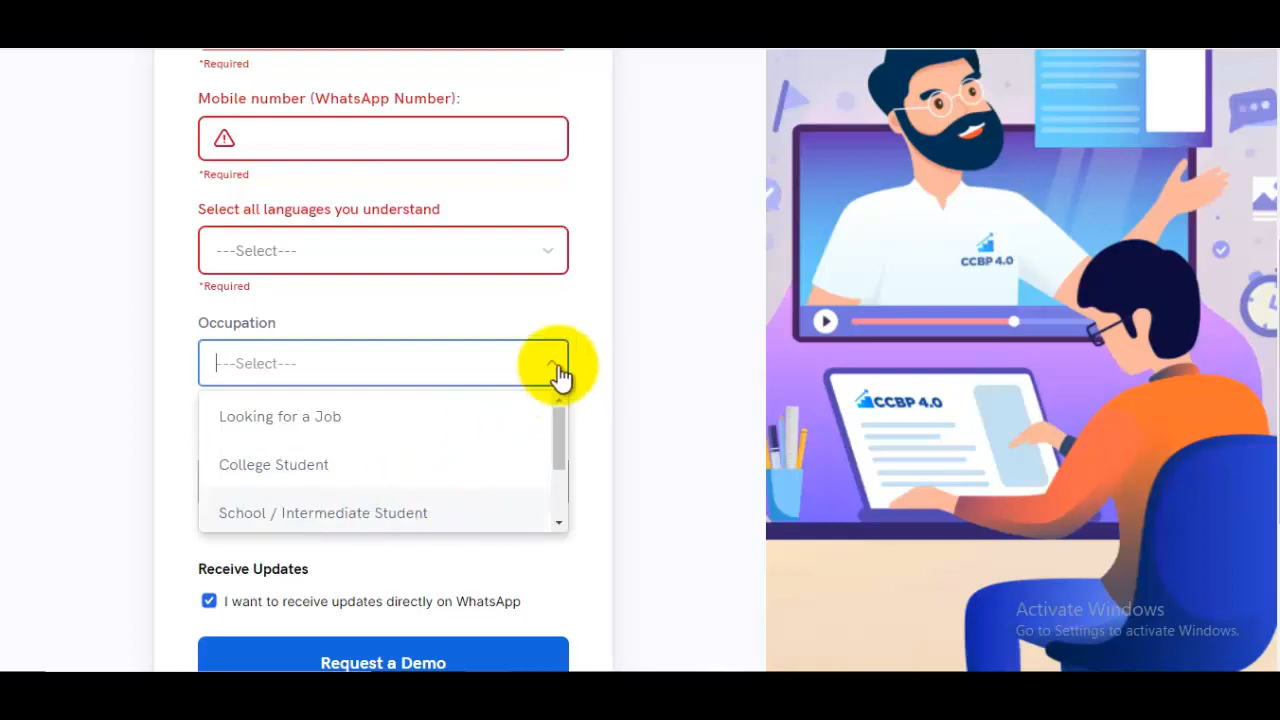 *Required
Mobile number (WhatsApp Number):
*Required
Select all languages you understand
---Select---
*Required
Occupation
---Select---
Looking for a Job
College Student
School / Intermediate Student
Receive Updates
I want to receive updates directly on WhatsApp
Request a Demo
CCBP 4.0
CCBP 4.0
Activate Windows
Go to Settings to activate Windows.